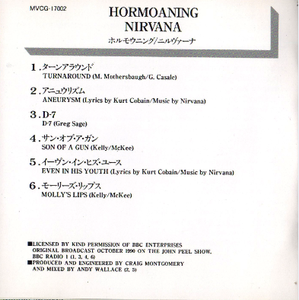 MVCG-17002
HORMOANING
NIRVANA
ホルモウニング/ニルヴァーナ
1.ターンアラウンド
TURNAROUND (M. Mothersbaugh/G. Casale)
2.アニュウリズム
ANEURYSM (Lyrics by Kurt Cobain/Music by Nirvana)
3.D-7
D-7 (Greg Sage)
4.サン・オブ・ア・ガン
SON OF A GUN (Kelly/McKee)
5.イーヴン・イン・ヒズ・ユース
EVEN IN HIS YOUTH (Lyrics by Kurt Cobain/Music by Nirvana)
6.モーリーズ・リップス
MOLLY'S LIPS (Kelly/McKee)
■LICENSED BY KIND PERMISSION OF BBC ENTERPRISES
ORIGINAL BROADCAST OCTOBER 1990 ON THE JOHN PEEL SHOW,
BBC RADIO 1 (1, 3, 4, 6)
■PRODUCED AND ENGINEERED BY CRAIG MONTGOMERY
AND MIXED BY ANDY WALLACE (2, 5)